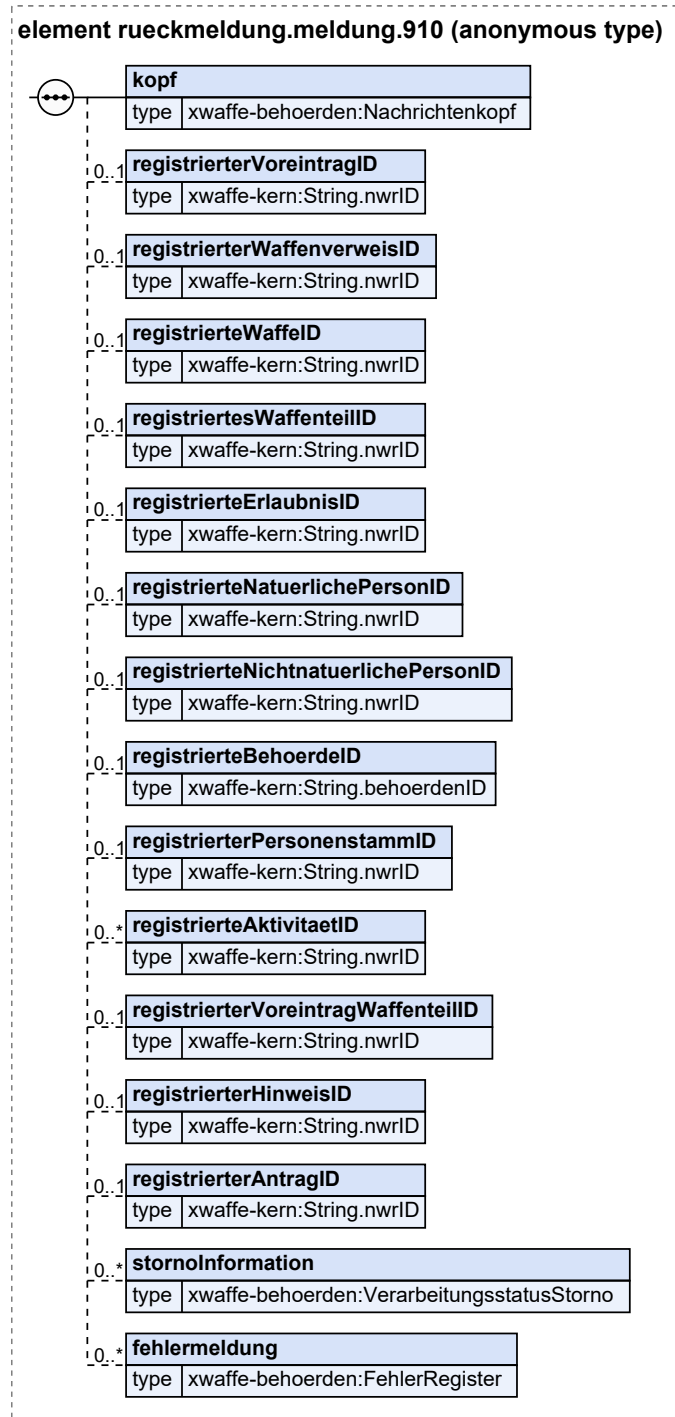 element rueckmeldung.meldung.910 (anonymous type)
kopf
type xwaffe-behoerden:Nachrichtenkopf
0..1 registrierterVoreintragID
type xwaffe-kern:String.nwrID
0..1 registrierterWaffenverweisID
type xwaffe-kern:String.nwrID
0..1 registrierteWaffeID
type xwaffe-kern:String.nwrID
0..1 registriertesWaffenteilID
type xwaffe-kern:String.nwrID
0..1 registrierteErlaubnisID
type xwaffe-kern:String.nwrID
0..1 registrierteNatuerlichePersonID
type xwaffe-kern:String.nwrID
0..1 registrierteNichtnatuerlichePersonID
type xwaffe-kern:String.nwrID
0..1 registrierteBehoerdeID
type xwaffe-kern:String.behoerdenID
0..1 registrierterPersonenstammID
type xwaffe-kern:String.nwrID
0..* registrierteAktivitaetID
type xwaffe-kern:String.nwrID
0..1 registrierterVoreintragWaffenteilID
type xwaffe-kern:String.nwrID
0..1 registrierterHinweisID
type xwaffe-kern:String.nwrID
0..1 registrierterAntragID
type xwaffe-kern:String.nwrID
0..* stornoInformation
type xwaffe-behoerden:VerarbeitungsstatusStorno
0..* fehlermeldung
type xwaffe-behoerden:FehlerRegister